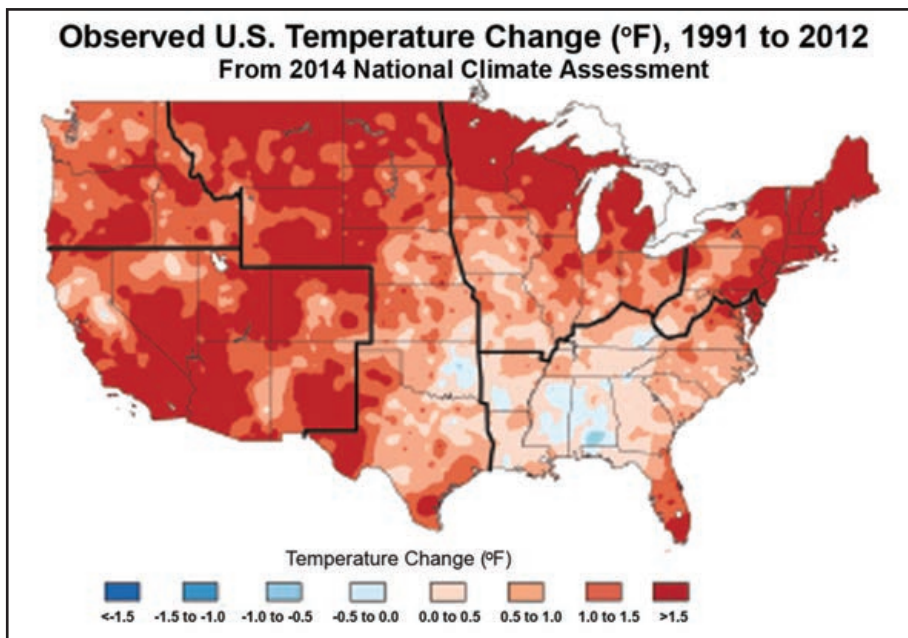 Observed U.S. Temperature Change (ºF), 1991 to 2012
From 2014 National Climate Assessment
Temperature Change (ºF)
<-1.5 -1.5 to -1.0 -1.0 to -0.5 -0.5 to 0.0 0.0 to 0.5 0.5 to 1.0 1.0 to 1.5 >1.5